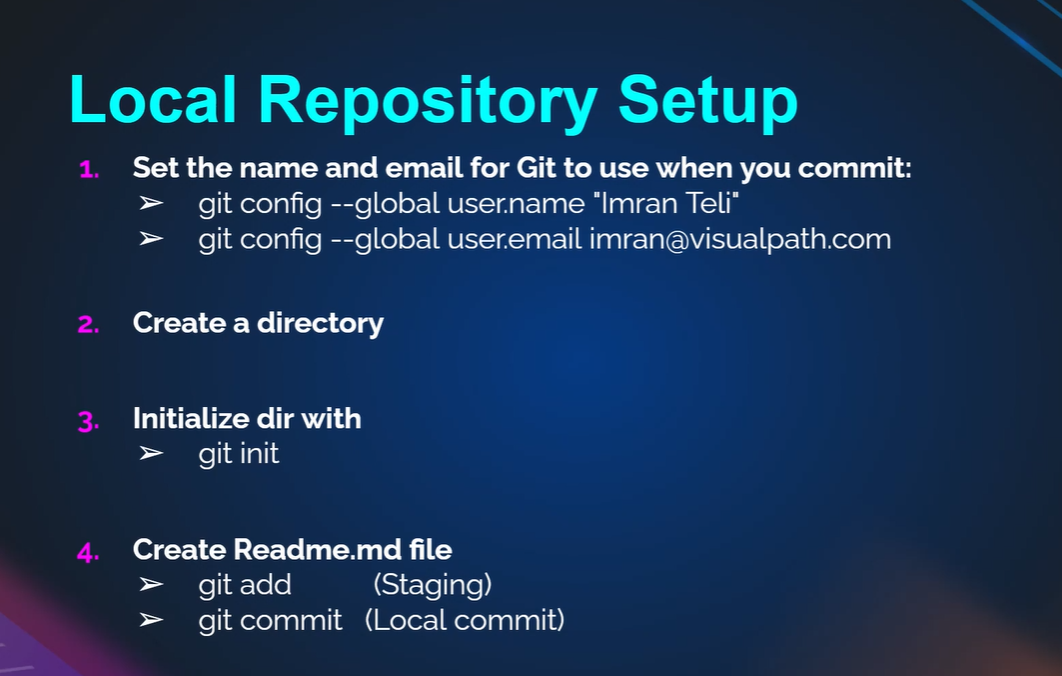 Local Repository Setup
1. Set the name and email for Git to use when you commit:
➢ git config --global user.name "Imran Teli"
➢ git config --global user.email imran@visualpath.com
2. Create a directory
3. Initialize dir with
➢ git init
4. Create Readme.md file
➢ git add (Staging)
➢ git commit (Local commit)